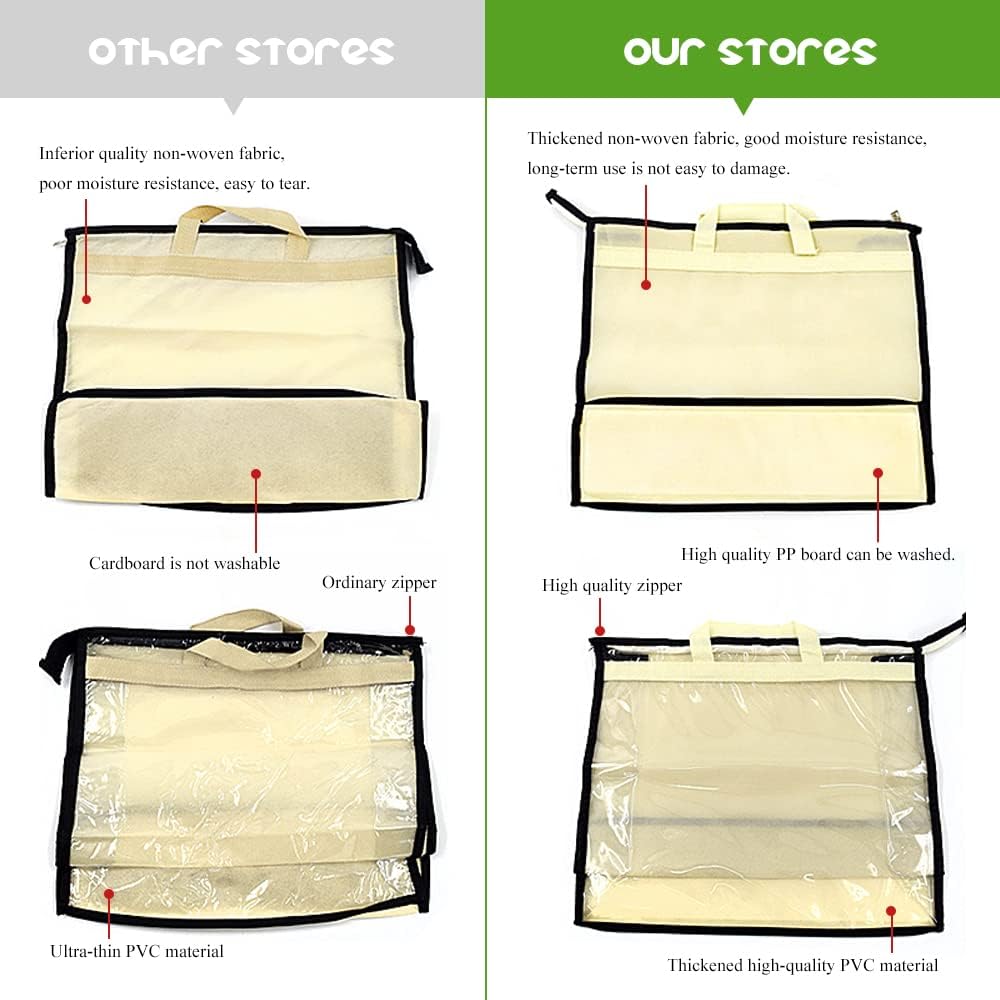 other stores
our stores
Inferior quality non-woven fabric,
poor moisture resistance, easy to tear.
Thickened non-woven fabric, good moisture resistance,
long-term use is not easy to damage.
Cardboard is not washable
High quality PP board can be washed.
Ordinary zipper
High quality zipper
Ultra-thin PVC material
Thickened high-quality PVC material